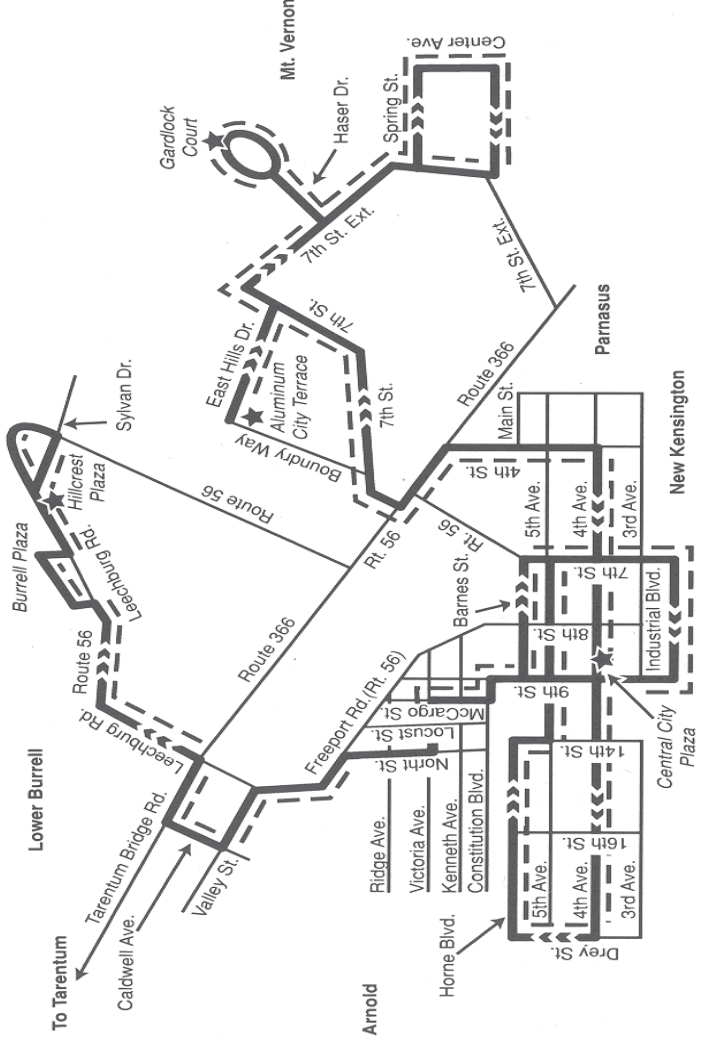 Mt. Vernon
Center Ave.
Gardlock
Court
Haser Dr.
Spring St.
7th St. Ext.
7th St. Ext.
Parnasus
Sylvan Dr.
East Hills Dr.
7th St.
Aluminum
City Terrace
7th St.
Boundry Way
Route 366
Main St.
New Kensington
Burrell Plaza
Hillcrest
Plaza
Leechburg Rd.
Route 56
Rt. 56
Rt. 56
4th St.
5th Ave.
4th Ave.
3rd Ave.
7th St.
Route 56
Route 366
Barnes St.
8th St.
Industrial Blvd.
Lower Burrell
Leechburg Rd.
Freeport Rd. (Rt. 56)
McCargo St.
9th St.
Locust St.
Norht St.
14th St.
Central City
Plaza
Tarentum Bridge Rd.
Valley St.
Ridge Ave.
Victoria Ave.
Kenneth Ave.
Constitution Blvd.
16th St.
5th Ave.
4th Ave.
3rd Ave.
To Tarentum
Caldwell Ave.
Arnold
Horne Blvd.
Drey St.